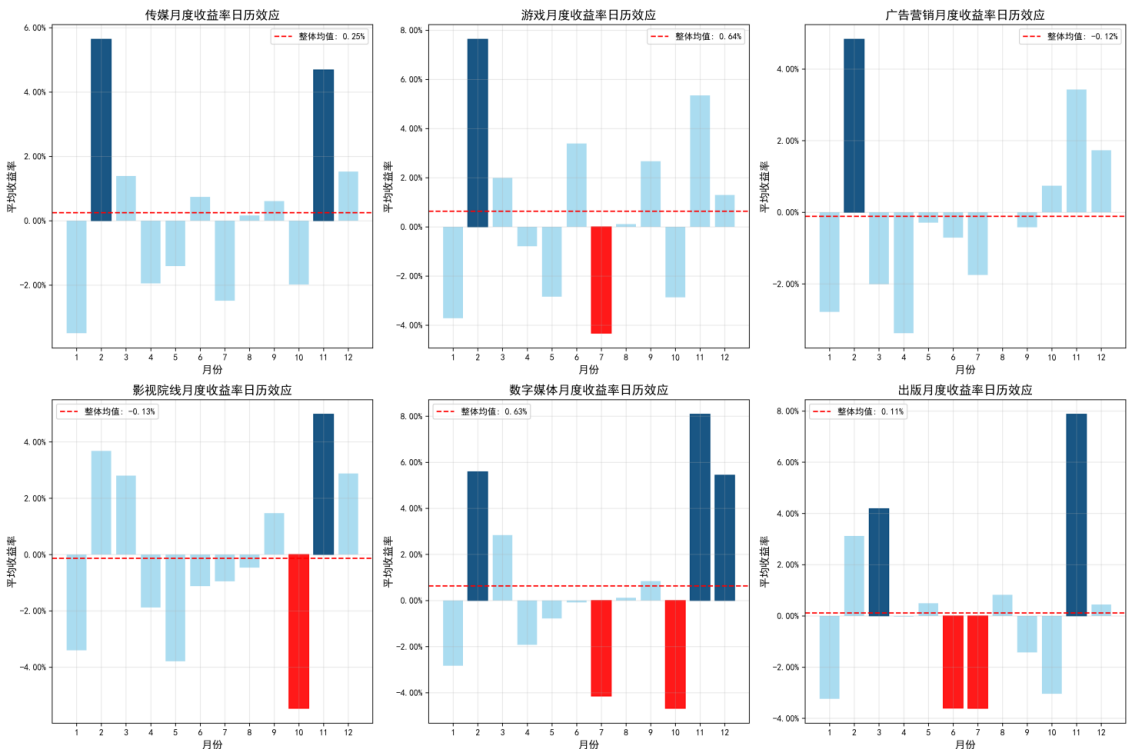 传媒月度收益率日历效应
整体均值: 0.25%
6.00%
4.00%
2.00%
0.00%
−2.00%
平均收益率
1 2 3 4 5 6 7 8 9 10 11 12
月份
游戏月度收益率日历效应
整体均值: 0.64%
8.00%
6.00%
4.00%
2.00%
0.00%
−2.00%
−4.00%
平均收益率
1 2 3 4 5 6 7 8 9 10 11 12
月份
广告营销月度收益率日历效应
整体均值: -0.12%
4.00%
2.00%
0.00%
−2.00%
平均收益率
1 2 3 4 5 6 7 8 9 10 11 12
月份
影视院线月度收益率日历效应
整体均值: -0.13%
4.00%
2.00%
0.00%
−2.00%
−4.00%
平均收益率
1 2 3 4 5 6 7 8 9 10 11 12
月份
数字媒体月度收益率日历效应
整体均值: 0.63%
8.00%
6.00%
4.00%
2.00%
0.00%
−2.00%
−4.00%
平均收益率
1 2 3 4 5 6 7 8 9 10 11 12
月份
出版月度收益率日历效应
整体均值: 0.11%
8.00%
6.00%
4.00%
2.00%
0.00%
−2.00%
−4.00%
平均收益率
1 2 3 4 5 6 7 8 9 10 11 12
月份